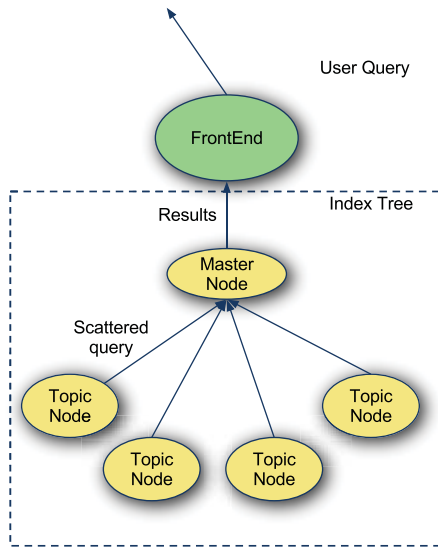 User Query
FrontEnd
Index Tree
Results
Master
Node
Scattered
query
Topic
Node
Topic
Node
Topic
Node
Topic
Node